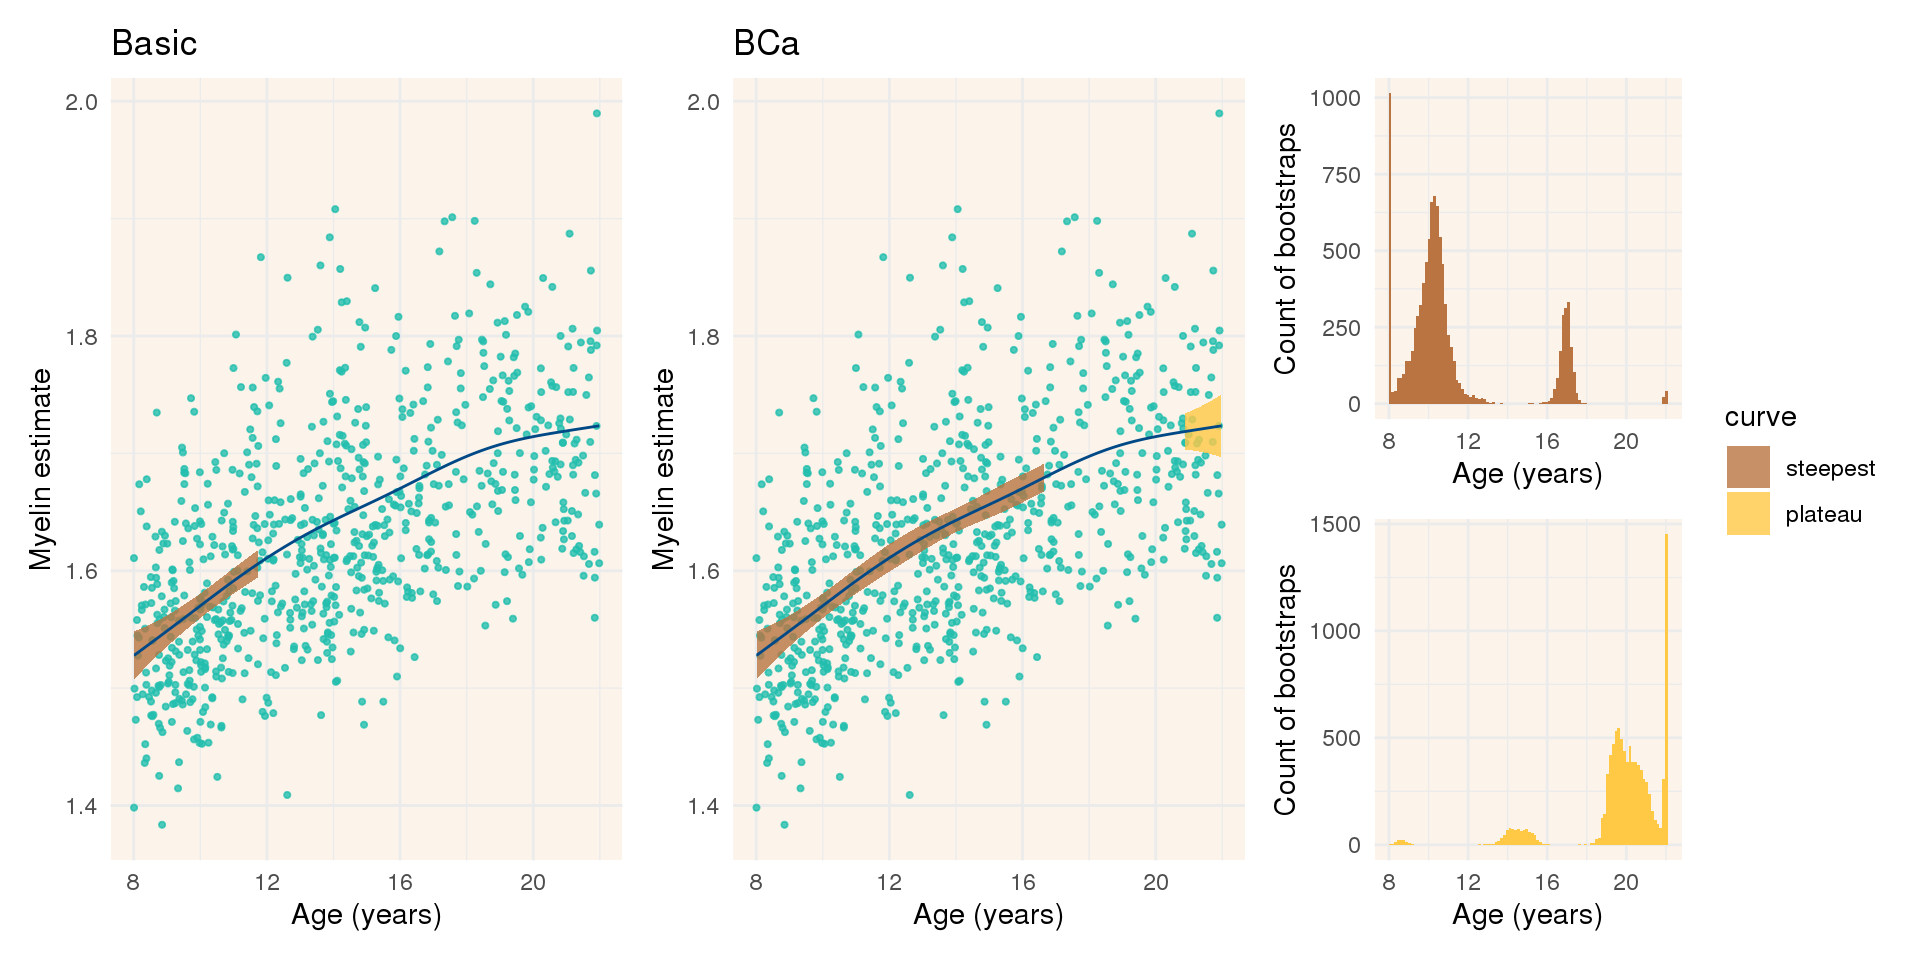 Basic
BCa
2.0
1.8
1.6
1.4
Myelin estimate
8 12 16 20
Age (years)
2.0
1.8
1.6
1.4
Myelin estimate
8 12 16 20
Age (years)
1000
750
500
250
0
Count of bootstraps
8 12 16 20
Age (years)
1500
1000
500
0
Count of bootstraps
8 12 16 20
Age (years)
curve
steepest
plateau